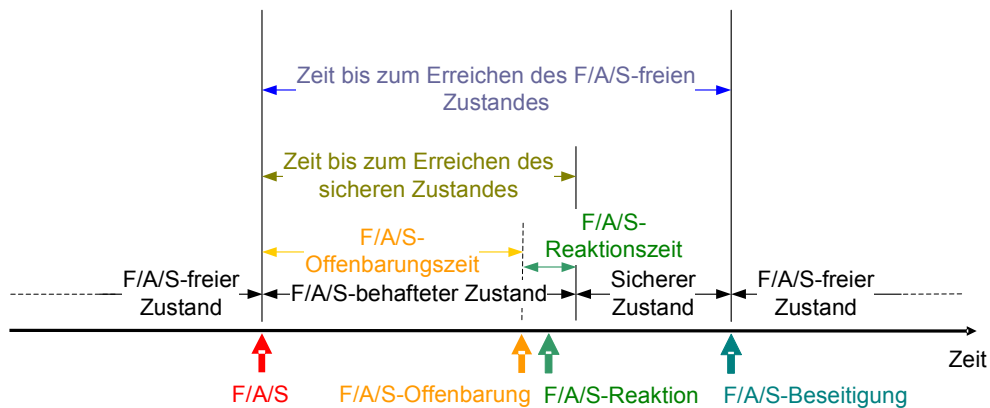 Zeit bis zum Erreichen des F/A/S-freien
Zustandes
Zeit bis zum Erreichen des
sicheren Zustandes
F/A/S-
Offenbarungszeit
F/A/S-
Reaktionszeit
F/A/S-freier
Zustand
F/A/S-behafteter Zustand
Sicherer
Zustand
F/A/S-freier
Zustand
Zeit
F/A/S
F/A/S-Offenbarung
F/A/S-Reaktion
F/A/S-Beseitigung